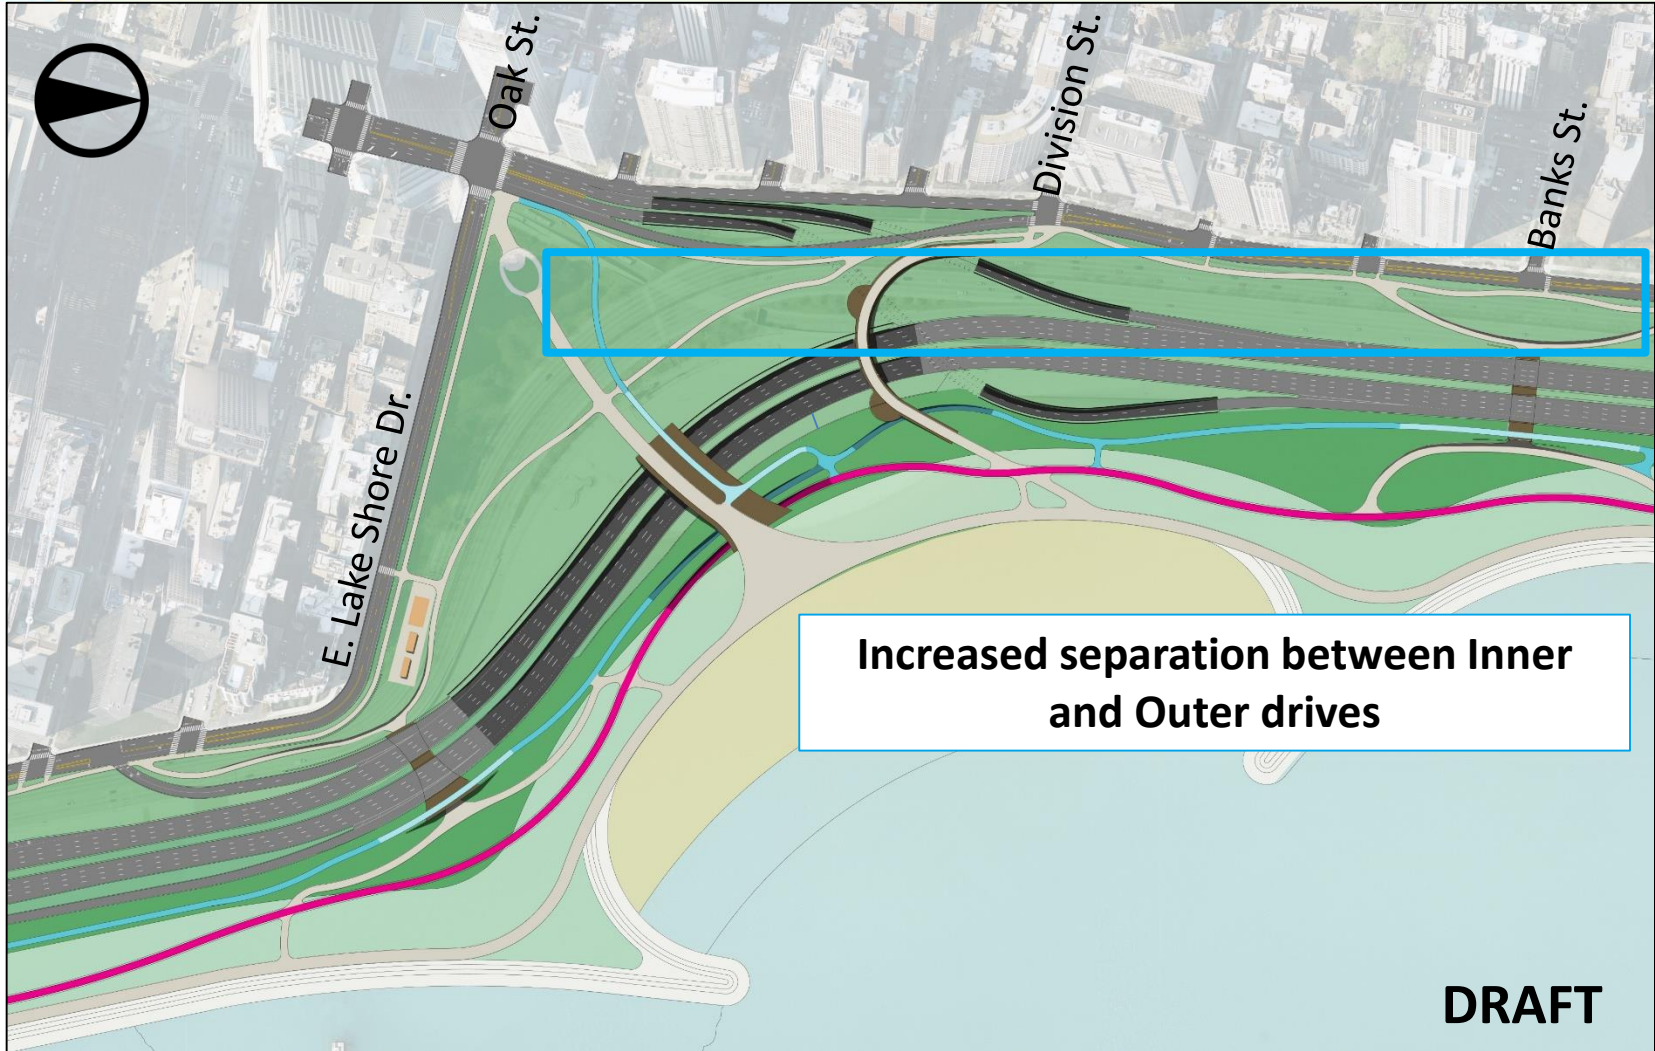 Oak St.
Division St.
Banks St.
E. Lake Shore Dr.
Increased separation between Inner
and Outer drives
DRAFT